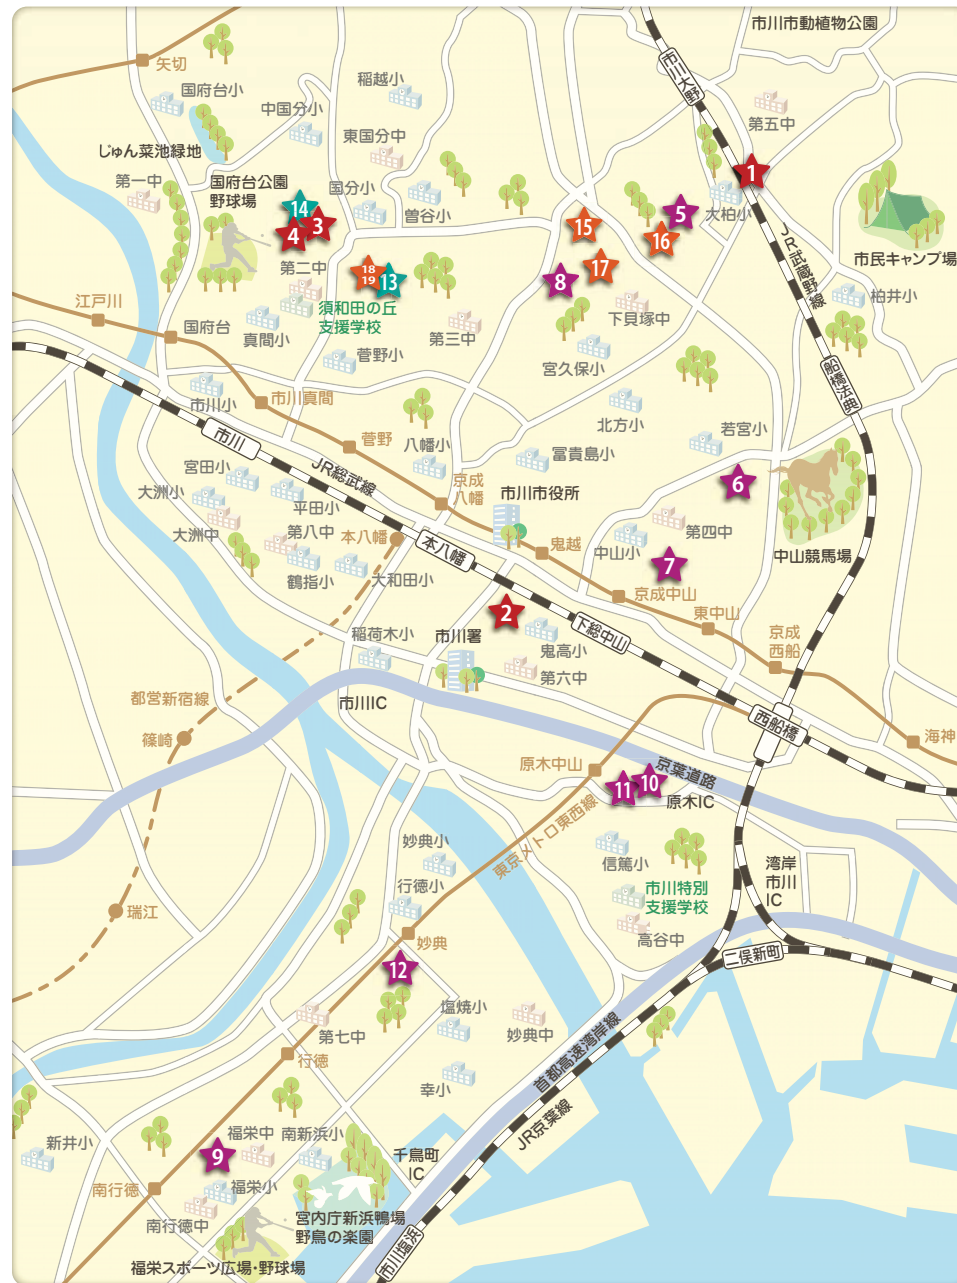 市川市動植物公園
矢切
市川大野
国府台小
稲越小
中国分小
第五中
東国分中
じゅん菜池緑地
第一中
国府台公園
野球場
国分小
曽谷小
大柏小
1
14
3
4
5
15
16
JR武蔵野線
市民キャンプ場
第二中
18
19
13
8
17
柏井小
江戸川
須和田の丘
支援学校
下貝塚中
国府台
真間小
第三中
菅野小
宮久保小
船橋法典
市川小
市川真間
北方小
若宮小
市川
菅野
八幡小
冨貴島小
JR総武線
宮田小
京成
八幡
6
大洲小
平田小
市川市役所
大洲中
第八中
本八幡
本八幡
鬼越
中山小
第四中
中山競馬場
鶴指小
大和田小
7
京成中山
東中山
2
稲荷木小
市川署
鬼高小
下総中山
京成
西船
第六中
都営新宿線
市川IC
西船橋
篠崎
海神
原木中山
京葉道路
11
10
原木IC
東京メトロ東西線
妙典小
信篤小
湾岸
市川
IC
行徳小
市川特別
支援学校
瑞江
妙典
高谷中
二俣新町
12
塩焼小
第七中
妙典中
首都高速湾岸線
行徳
幸小
JR京葉線
新井小
福栄中
南新浜小
9
千鳥町
IC
南行徳
福栄小
南行徳中
宮内庁新浜鴨場
野鳥の楽園
福栄スポーツ広場・野球場
市川塩浜